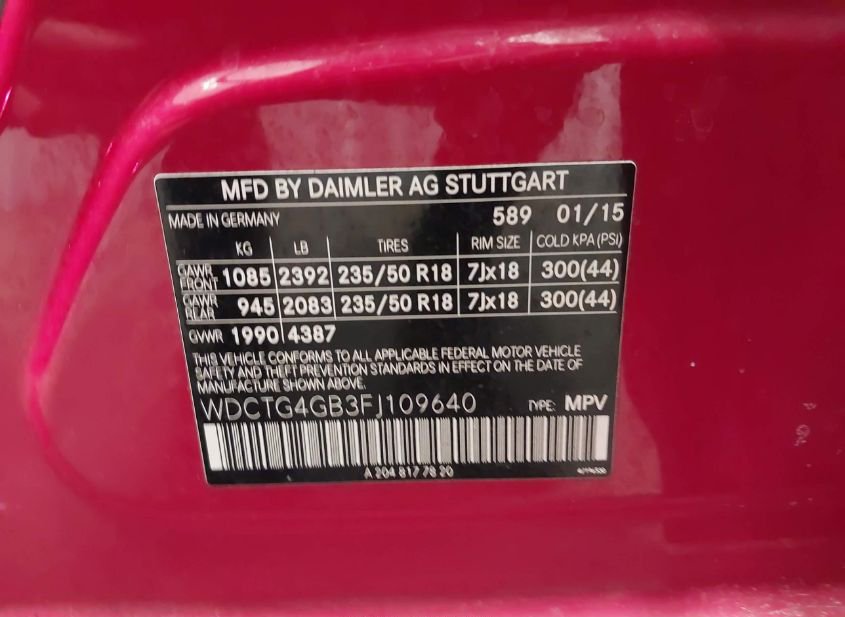 MFD BY DAIMLER AG STUTTGART
MADE IN GERMANY 589 01/15
KG LB TIRES RIM SIZE COLD KPA (PSI)
GAWR FRONT 1085 2392 235/50 R18 7Jx18 300(44)
GAWR REAR 945 2083 235/50 R18 7Jx18 300(44)
GVWR 1990 4387
THIS VEHICLE CONFORMS TO ALL APPLICABLE FEDERAL MOTOR VEHICLE
SAFETY AND THEFT PREVENTION STANDARDS IN EFFECT ON THE DATE OF
MANUFACTURE SHOWN ABOVE.
WDCTG4GB3FJ109640 TYPE: MPV
A 204 817 78 20